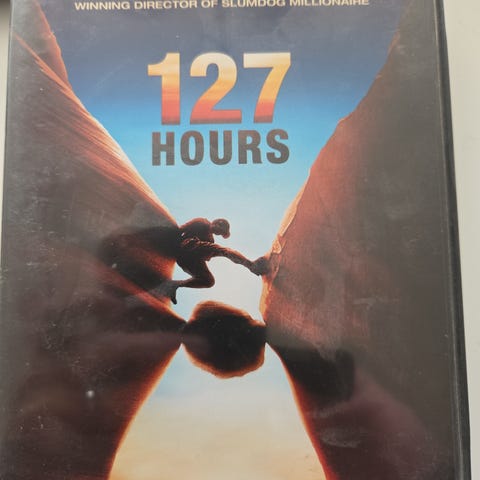 WINNING DIRECTOR OF SLUMDOG MILLIONAIRE
127
HOURS